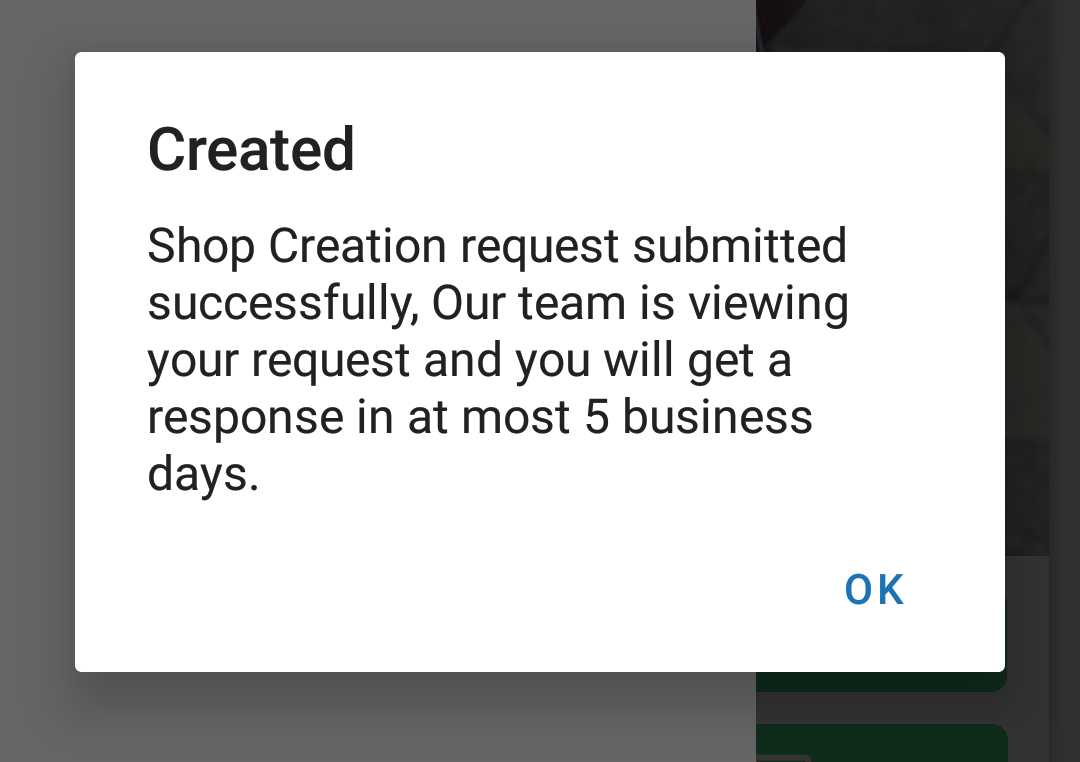 Created
Shop Creation request submitted
successfully, Our team is viewing
your request and you will get a
response in at most 5 business
days.
OK